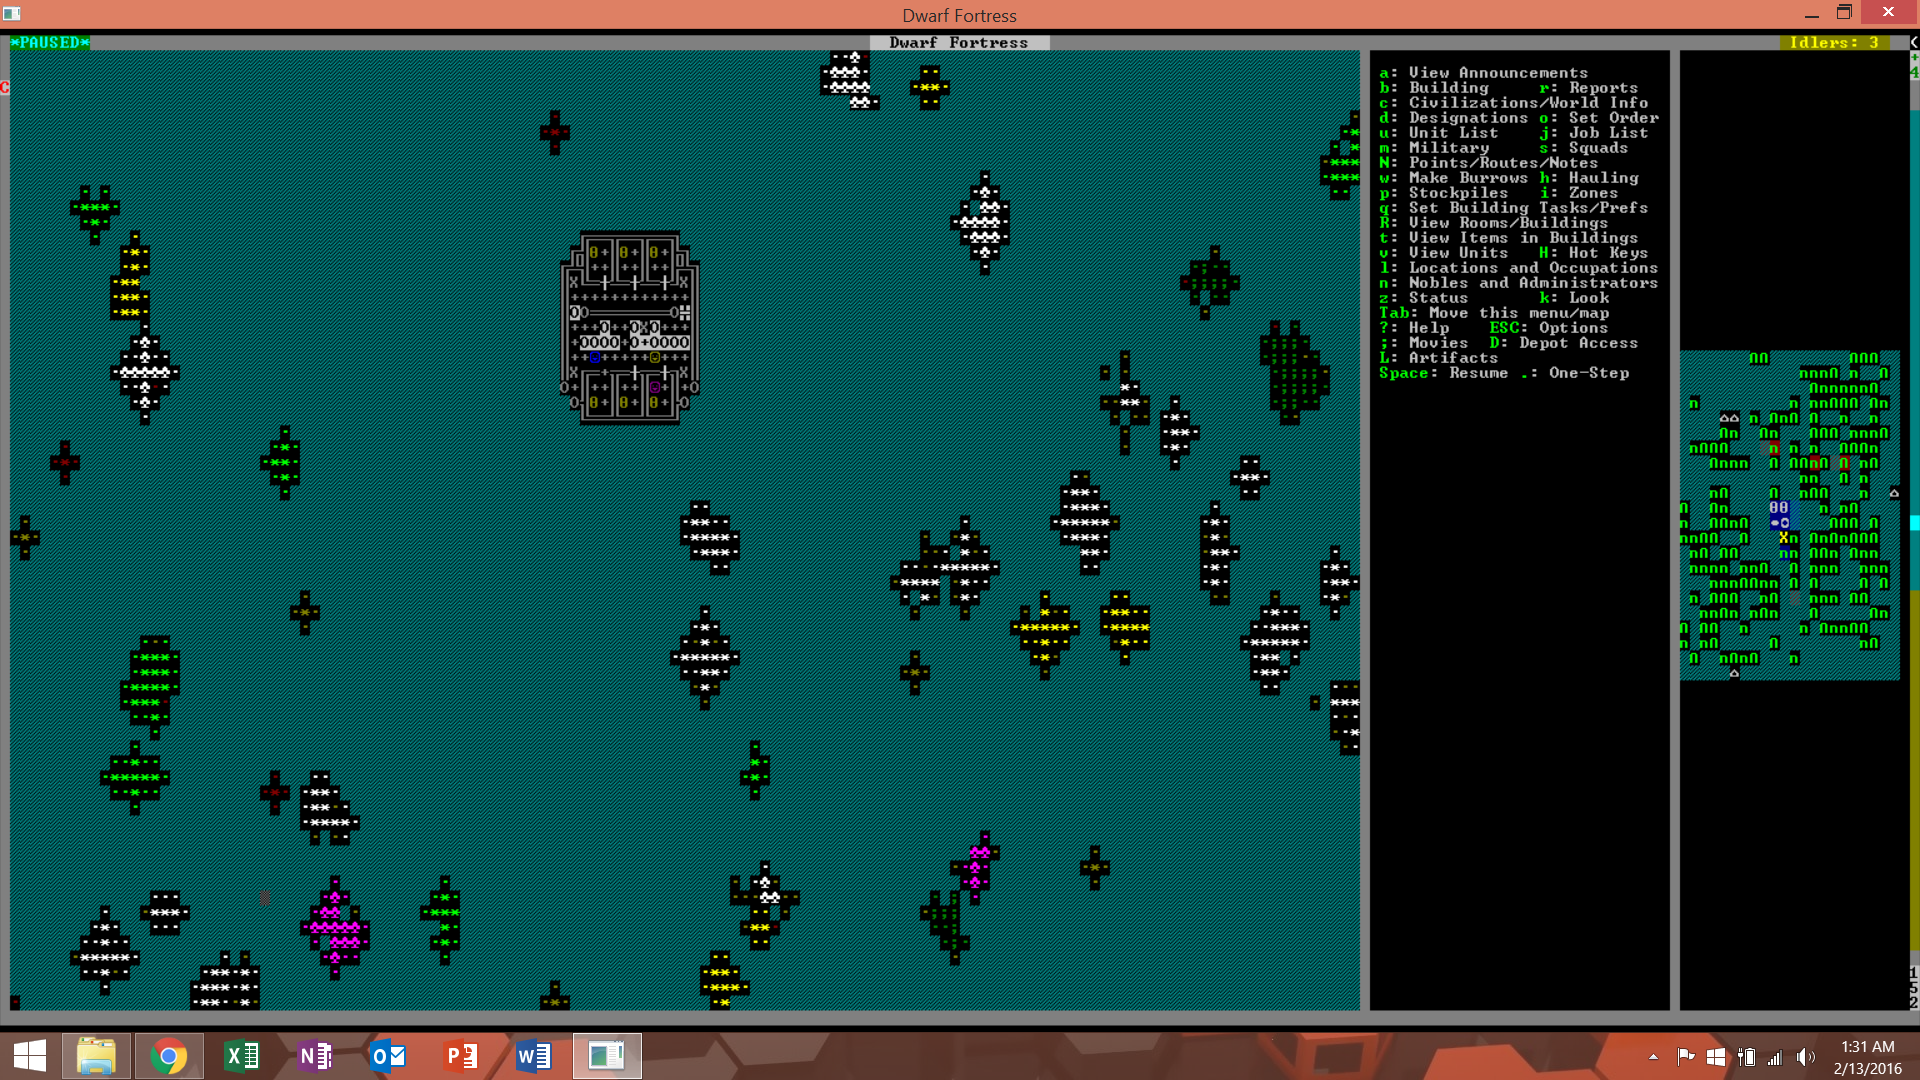 Dwarf Fortress
*PAUSED*
Dwarf Fortress
Idlers: 3
a: View Announcements
b: Building r: Reports
c: Civilizations/World Info
d: Designations o: Set Order
u: Unit List j: Job List
m: Military s: Squads
N: Points/Routes/Notes
w: Make Burrows h: Hauling
p: Stockpiles i: Zones
q: Set Building Tasks/Prefs
R: View Rooms/Buildings
t: View Items in Buildings
v: View Units H: Hot Keys
l: Locations and Occupations
n: Nobles and Administrators
z: Status k: Look
Tab: Move this menu/map
?: Help ESC: Options
;: Movies D: Depot Access
L: Artifacts
Space: Resume .: One-Step
C
+
4
152
1:31 AM
2/13/2016